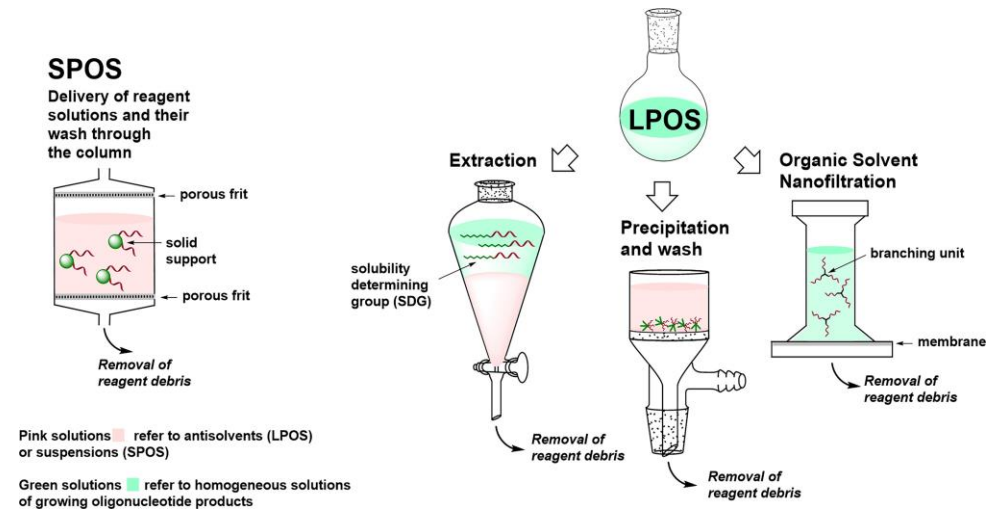 SPOS
Delivery of reagent
solutions and their
wash through
the column
porous frit
solid
support
porous frit
Removal of
reagent debris
LPOS
Extraction
solubility
determining
group (SDG)
Removal of
reagent debris
Precipitation
and wash
Removal of
reagent debris
Organic Solvent
Nanofiltration
branching unit
membrane
Removal of
reagent debris
Pink solutions refer to antisolvents (LPOS)
or suspensions (SPOS)
Green solutions refer to homogeneous solutions
of growing oligonucleotide products